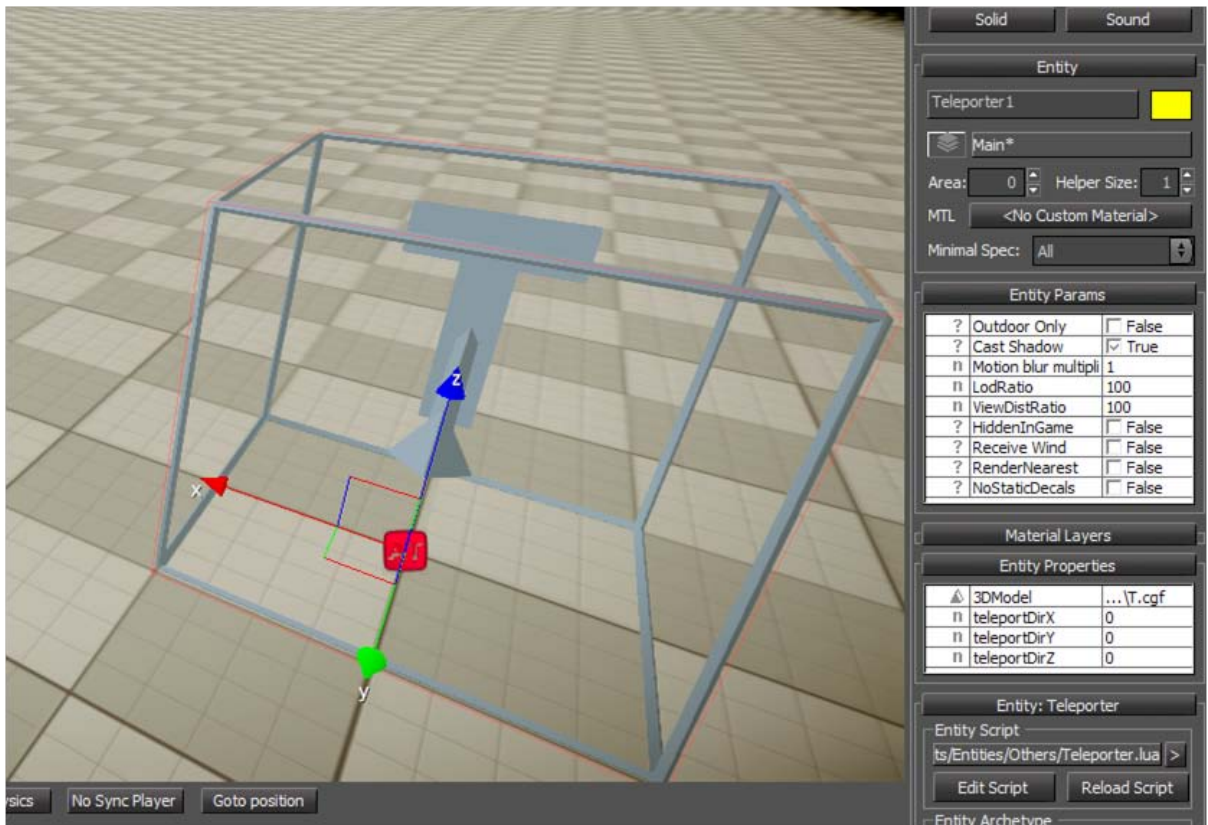 Solid Sound
Entity
Teleporter1
Main*
Area: 0 Helper Size: 1
MTL <No Custom Material>
Minimal Spec: All
Entity Params
? Outdoor Only False
? Cast Shadow True
n Motion blur multipli 1
n LodRatio 100
n ViewDistRatio 100
? HiddenInGame False
? Receive Wind False
? RenderNearest False
? NoStaticDecals False
Material Layers
Entity Properties
3DModel ...\T.cgf
n teleportDirX 0
n teleportDirY 0
n teleportDirZ 0
Entity: Teleporter
Entity Script
ts/Entities/Others/Teleporter.lua >
Edit Script Reload Script
Entity Archetype
z
x
y
ysics No Sync Player Goto position